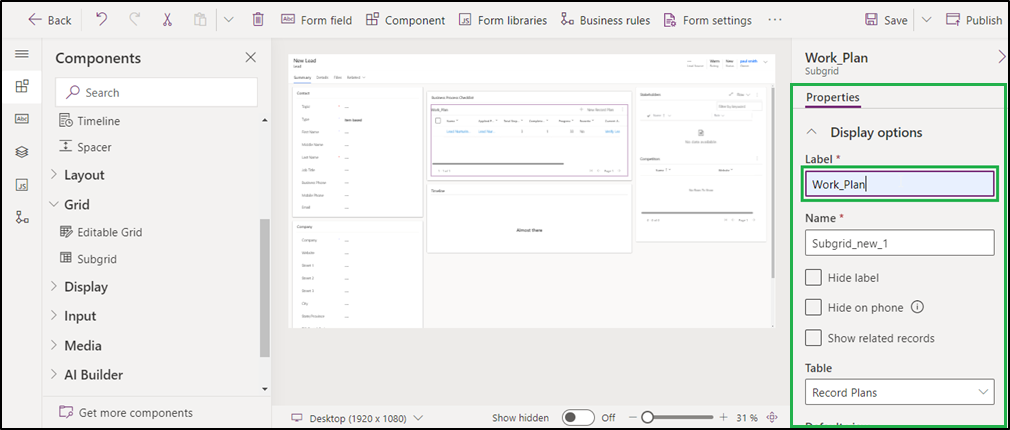 Back
Form field
Component
Form libraries
Business rules
Form settings
Save
Publish
Components
Search
Timeline
Spacer
Layout
Grid
Editable Grid
Subgrid
Display
Input
Media
AI Builder
Get more components
New Lead
Lead
Summary Details Files Related
Contact
Topic
Type
First Name
Middle Name
Last Name
Job Title
Business Phone
Mobile Phone
Email
Company
Company
Website
Street 1
Street 2
Street 3
City
State/Province
Business Process Checklist
Work_Plan
New Record Plan
Timeline
Almost there
Stakeholders
No data available
Competitors
Desktop (1920 x 1080)
Show hidden
Off
31 %
Work_Plan
Subgrid
Properties
Display options
Label *
Work_Plan
Name *
Subgrid_new_1
Hide label
Hide on phone
Show related records
Table
Record Plans